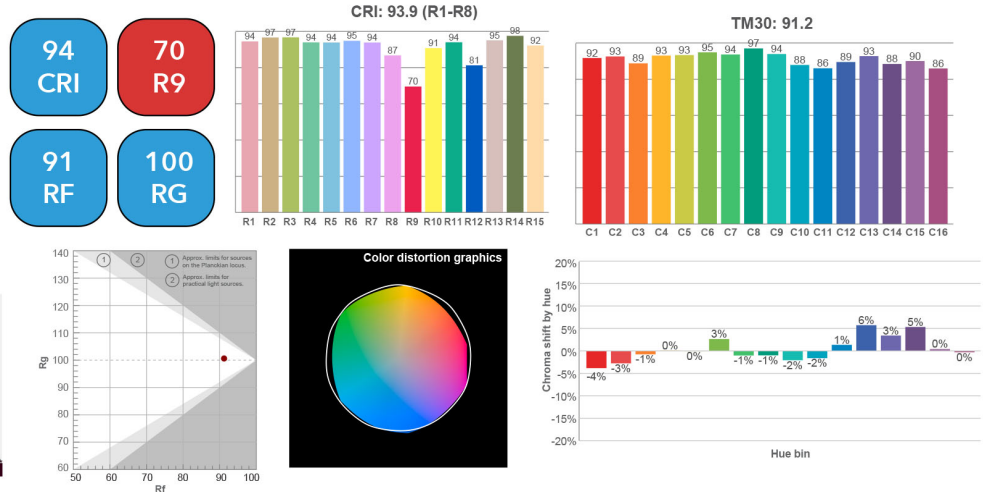 94
CRI
70
R9
91
RF
100
RG
CRI: 93.9 (R1-R8)
94 97 97 94 94 95 94 87 70 91 94 81 95 98 92
R1 R2 R3 R4 R5 R6 R7 R8 R9 R10 R11 R12 R13 R14 R15
TM30: 91.2
92 93 89 93 93 95 94 97 94 88 86 89 93 88 90 86
C1 C2 C3 C4 C5 C6 C7 C8 C9 C10 C11 C12 C13 C14 C15 C16
140
130
120
110
100
90
80
70
60
Rg
1 2
1 Approx. limits for sources
on the Planckian locus.
2 Approx. limits for
practical light sources.
50 60 70 80 90 100
Rf
Color distortion graphics
20%
15%
10%
5%
0%
-5%
-10%
-15%
-20%
Chroma shift by hue
-4% -3% -1% 0% 0% 3% -1% -1% -2% -2% 1% 6% 3% 5% 0% 0%
Hue bin